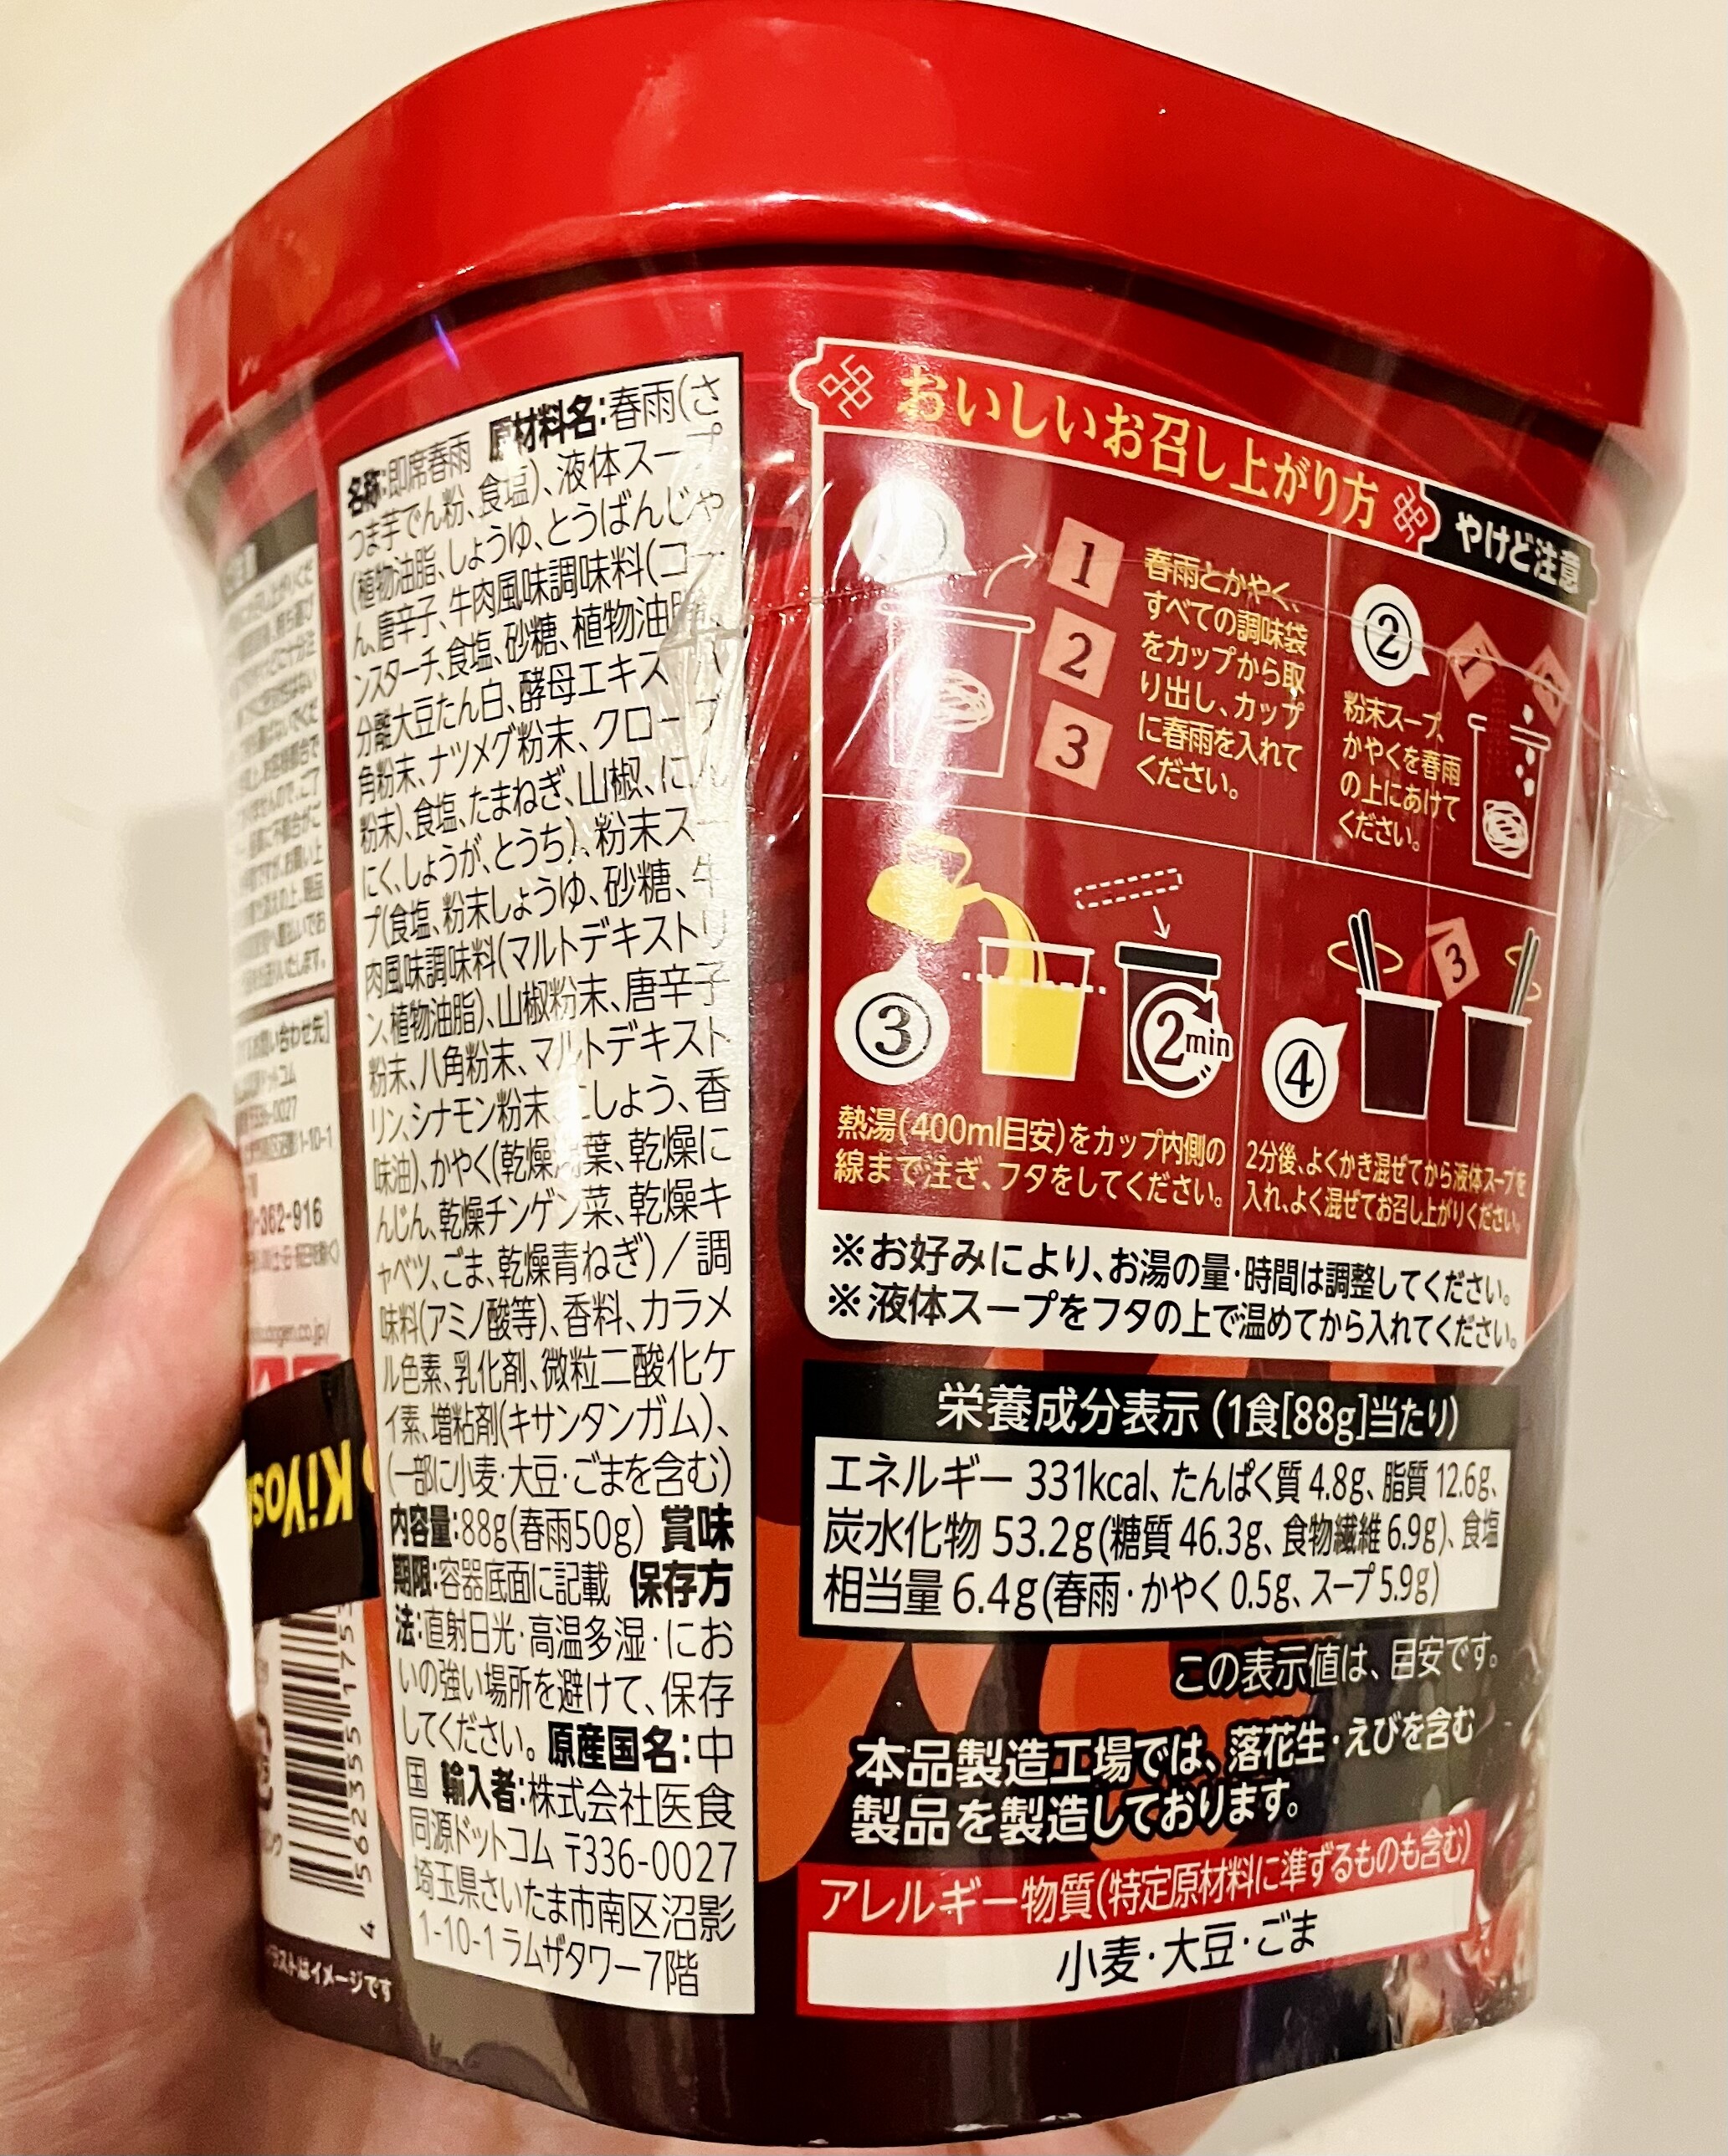 名称:即席春雨 原材料名:春雨(さ
つま芋でん粉、食塩)、液体スープ
(植物油脂、しょうゆ、とうばんじゃ
ん、唐辛子、牛肉風味調味料(コー
ンスターチ、食塩、砂糖、植物油脂、
分離大豆たん白、酵母エキス、八
角粉末、ナツメグ粉末、クローブ
粉末)、食塩、たまねぎ、山椒、にん
にく、しょうが、とうち)、粉末スー
プ(食塩、粉末しょうゆ、砂糖、牛
肉風味調味料(マルトデキストリ
ン、植物油脂)、山椒粉末、唐辛子
粉末、八角粉末、マルトデキスト
リン、シナモン粉末、こしょう、香
味油)、かやく(乾燥 葉、乾燥に
んじん、乾燥チンゲン菜、乾燥キ
ャベツ、ごま、乾燥青ねぎ)/調
味料(アミノ酸等)、香料、カラメ
ル色素、乳化剤、微粒二酸化ケ
イ素、増粘剤(キサンタンガム)、
(一部に小麦・大豆・ごまを含む)
内容量:88g(春雨50g) 賞味
期限:容器底面に記載 保存方
法:直射日光・高温多湿・にお
いの強い場所を避けて、保存
してください。 原産国名:中
国 輸入者:株式会社医食
同源ドットコム 〒336-0027
埼玉県さいたま市南区沼影
1-10-1 ラムザタワー7階
おいしいお召し上がり方
やけど注意
1
2
3
春雨とかやく、
すべての調味袋
をカップから取
り出し、カップ
に春雨を入れて
ください。
②
粉末スープ、
かやくを春雨
の上にあけて
ください。
③
2min
熱湯(400ml目安)をカップ内側の
線まで注ぎ、フタをしてください。
④
3
2分後、よくかき混ぜてから液体スープを
入れ、よく混ぜてお召し上がりください。
※お好みにより、お湯の量・時間は調整してください。
※液体スープをフタの上で温めてから入れてください。
栄養成分表示 (1食[88g]当たり)
エネルギー 331kcal、たんぱく質 4.8g、脂質 12.6g、
炭水化物 53.2g(糖質 46.3g、食物繊維 6.9g)、食塩
相当量 6.4g(春雨・かやく 0.5g、スープ 5.9g)
この表示値は、目安です。
本品製造工場では、落花生・えびを含む
製品を製造しております。
アレルギー物質(特定原材料に準ずるものも含む)
小麦・大豆・ごま
-362-916
Kiyos
ラストはイメージです